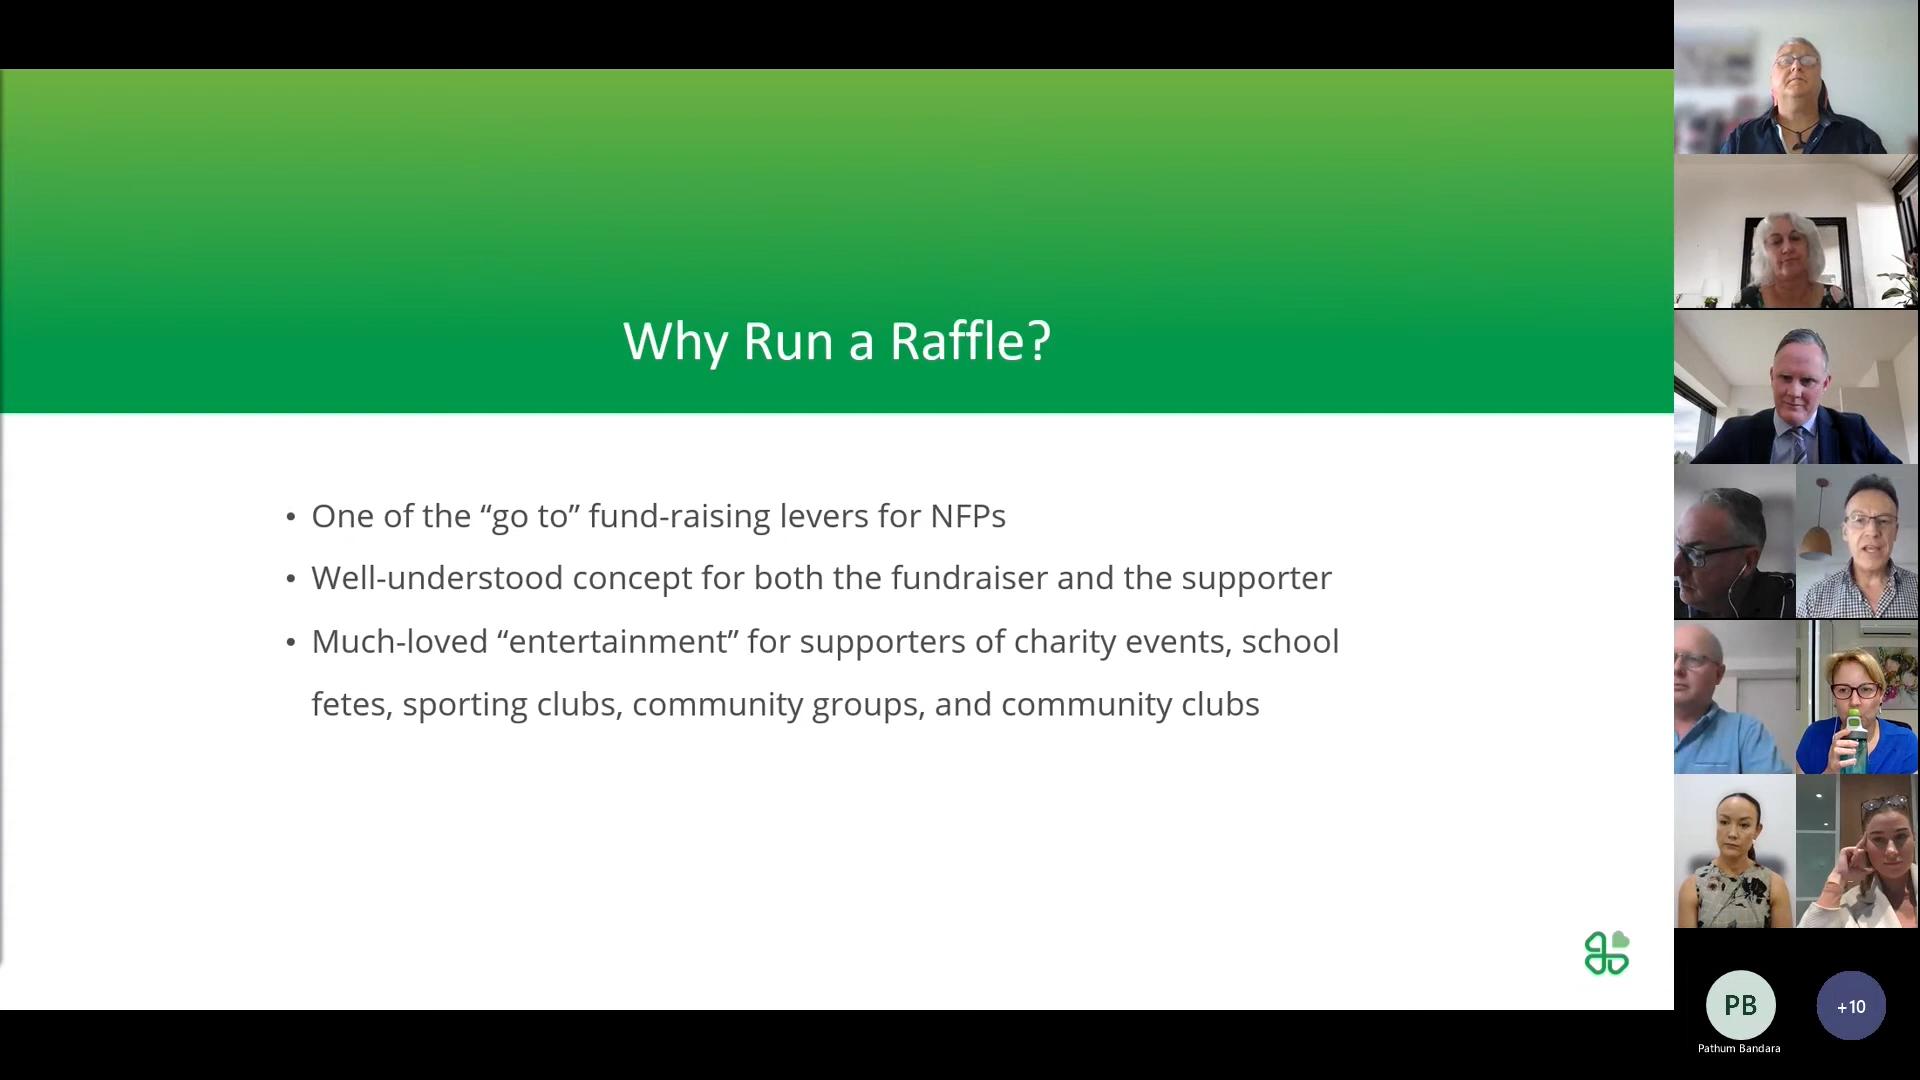 Why Run a Raffle?
• One of the “go to” fund-raising levers for NFPs
• Well-understood concept for both the fundraiser and the supporter
• Much-loved “entertainment” for supporters of charity events, school
fetes, sporting clubs, community groups, and community clubs
PB
+10
Pathum Bandara